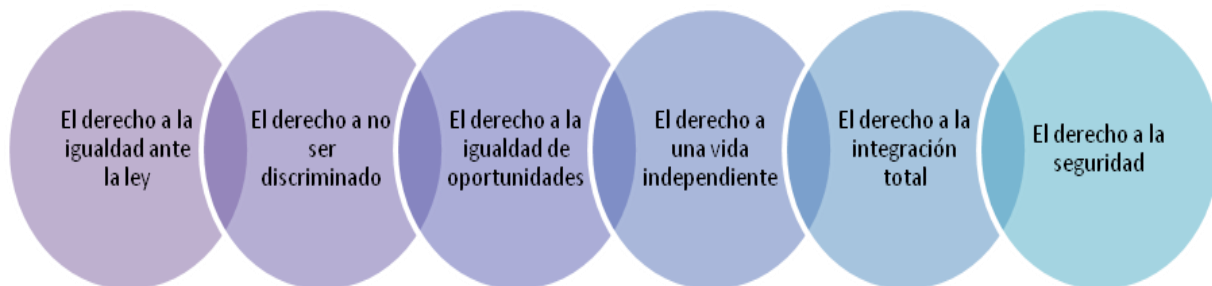 El derecho a la
igualdad ante
la ley
El derecho a no
ser
discriminado
El derecho a la
igualdad de
oportunidades
El derecho a
una vida
independiente
El derecho a la
integración
total
El derecho a la
seguridad